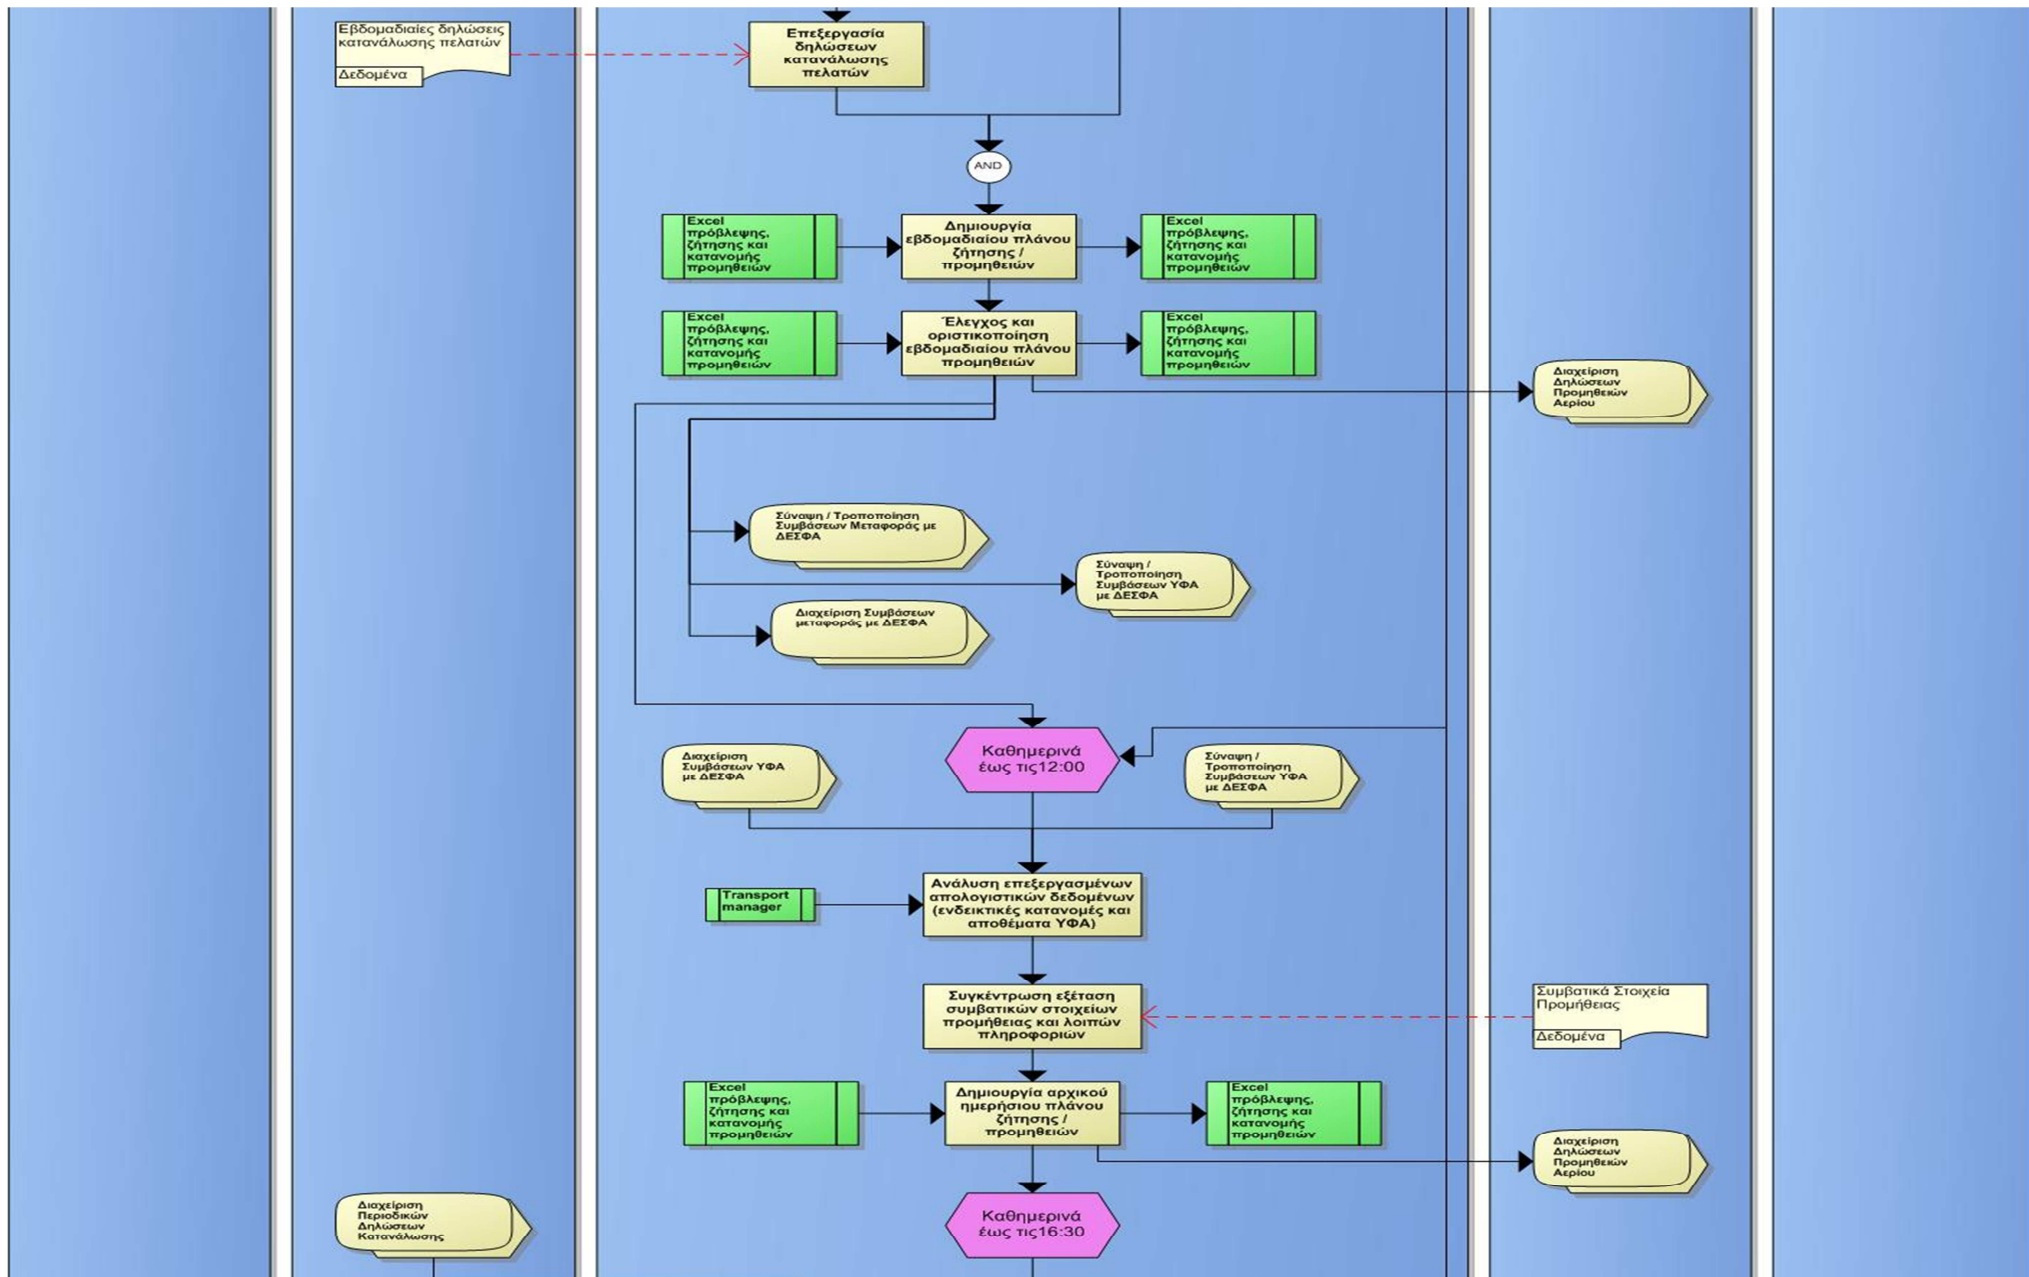 Εβδομαδιαίες δηλώσεις
κατανάλωσης πελατών
Δεδομένα
Επεξεργασία
δηλώσεων
κατανάλωσης
πελατών
AND
Excel
πρόβλεψης,
ζήτησης και
κατανομής
προμηθειών
Δημιουργία
εβδομαδιαίου πλάνου
ζήτησης /
προμηθειών
Excel
πρόβλεψης,
ζήτησης και
κατανομής
προμηθειών
Excel
πρόβλεψης,
ζήτησης και
κατανομής
προμηθειών
Έλεγχος και
οριστικοποίηση
εβδομαδιαίου πλάνου
προμηθειών
Excel
πρόβλεψης,
ζήτησης και
κατανομής
προμηθειών
Διαχείριση
Δηλώσεων
Προμηθειών
Αερίου
Σύναψη / Τροποποίηση
Συμβάσεων Μεταφοράς με
ΔΕΣΦΑ
Σύναψη /
Τροποποίηση
Συμβάσεων ΥΦΑ
με ΔΕΣΦΑ
Διαχείριση Συμβάσεων
μεταφοράς με ΔΕΣΦΑ
Καθημερινά
έως τις12:00
Διαχείριση
Συμβάσεων ΥΦΑ
με ΔΕΣΦΑ
Σύναψη /
Τροποποίηση
Συμβάσεων ΥΦΑ
με ΔΕΣΦΑ
Transport
manager
Ανάλυση επεξεργασμένων
απολογιστικών δεδομένων
(ενδεικτικές κατανομές και
αποθέματα ΥΦΑ)
Συγκέντρωση εξέταση
συμβατικών στοιχείων
προμήθειας και λοιπών
πληροφοριών
Συμβατικά Στοιχεία
Προμήθειας
Δεδομένα
Excel
πρόβλεψης,
ζήτησης και
κατανομής
προμηθειών
Δημιουργία αρχικού
ημερήσιου πλάνου
ζήτησης /
προμηθειών
Excel
πρόβλεψης,
ζήτησης και
κατανομής
προμηθειών
Διαχείριση
Δηλώσεων
Προμηθειών
Αερίου
Διαχείριση
Περιοδικών
Δηλώσεων
Κατανάλωσης
Καθημερινά
έως τις16:30